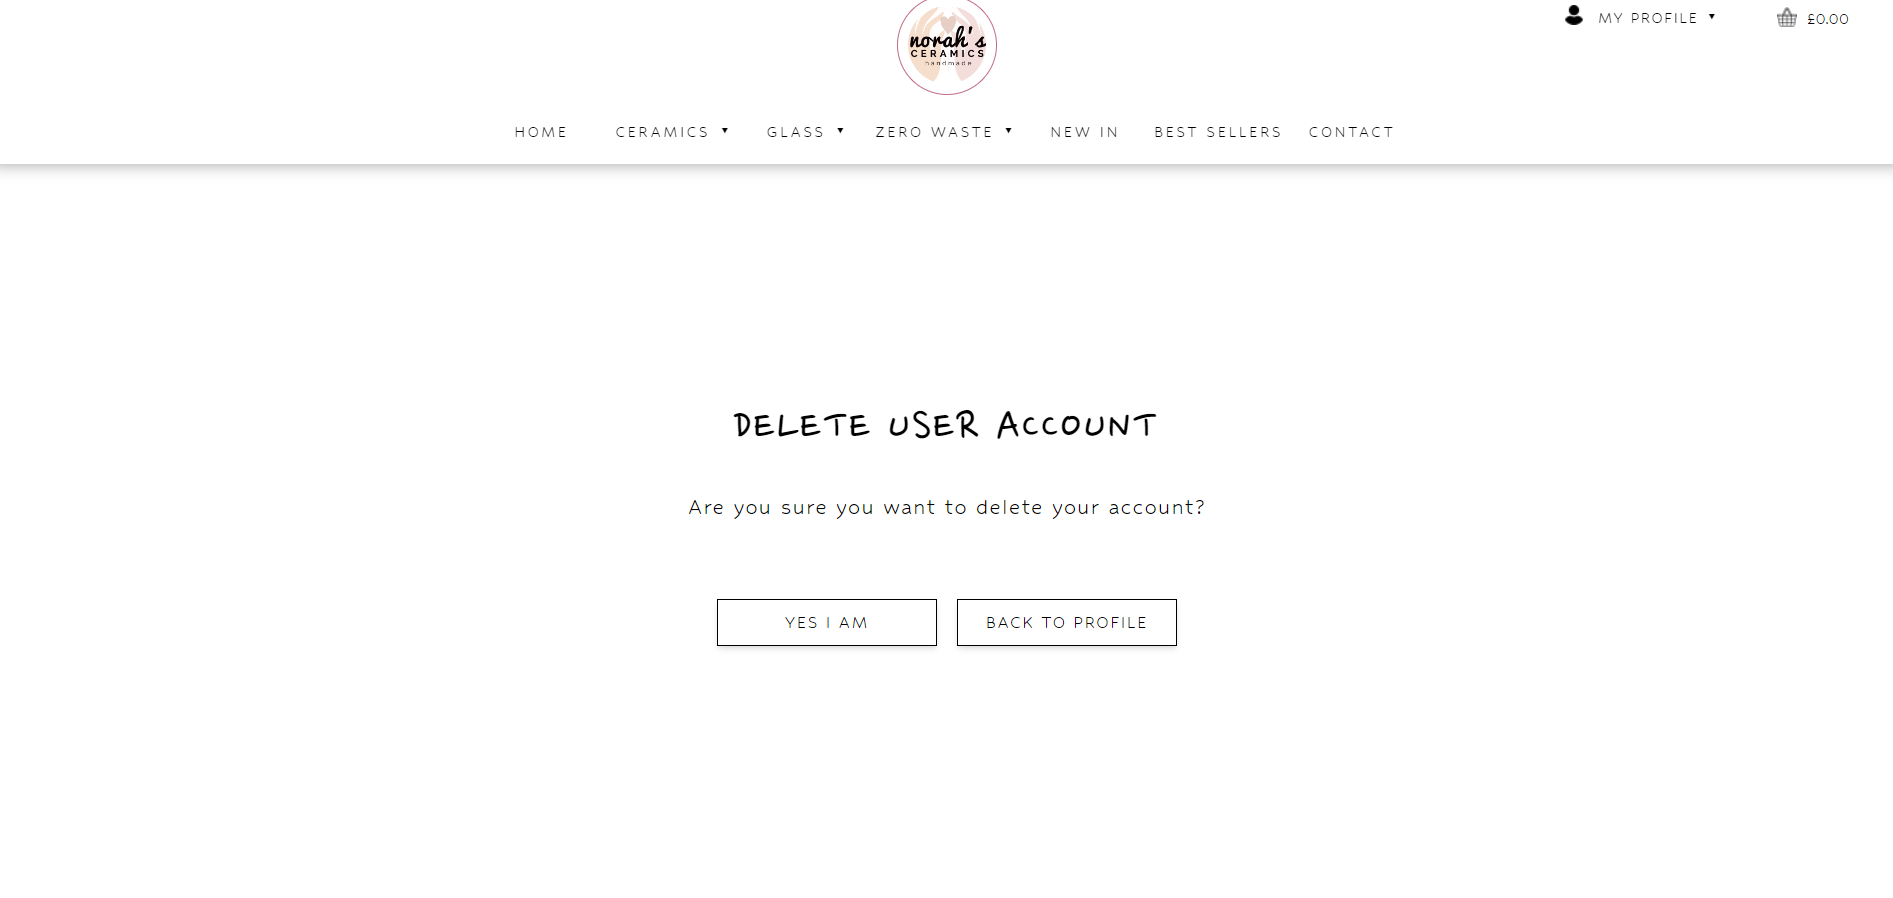 norah's
CERAMICS
handmade
MY PROFILE ▼
£0.00
HOME CERAMICS ▼ GLASS ▼ ZERO WASTE ▼ NEW IN BEST SELLERS CONTACT
DELETE USER ACCOUNT
Are you sure you want to delete your account?
YES I AM BACK TO PROFILE